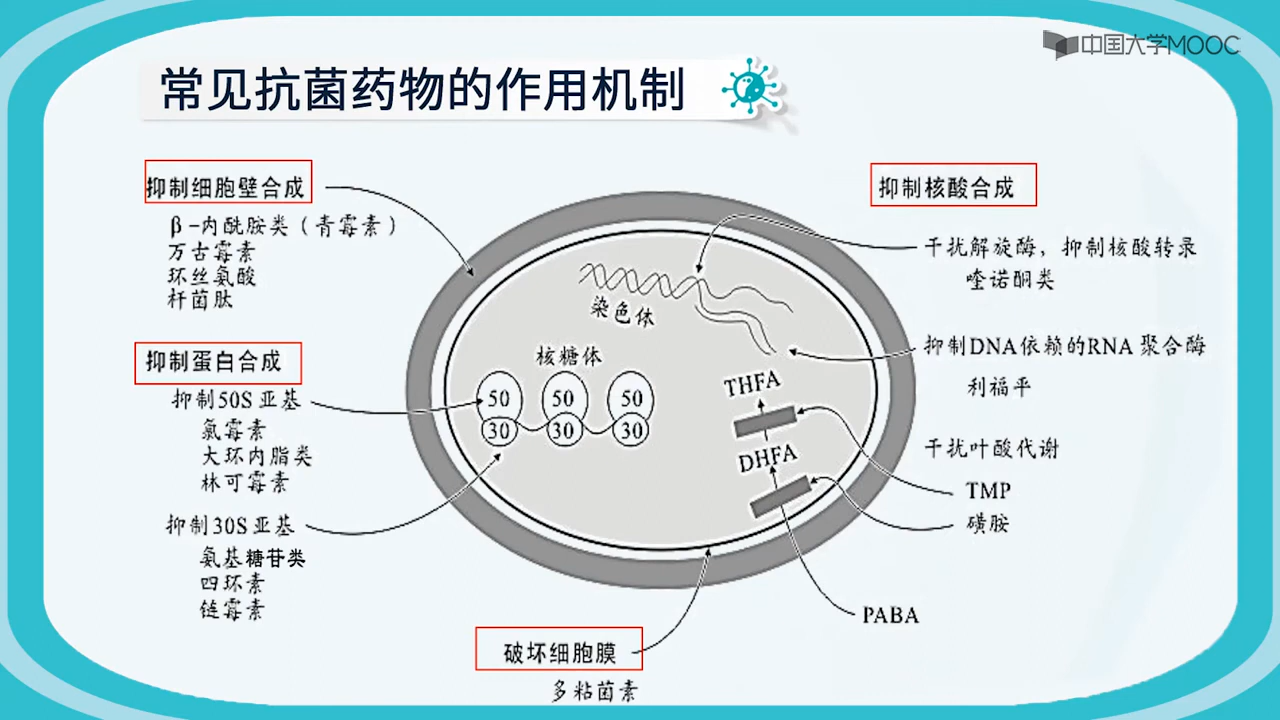 中国大学MOOC
常见抗菌药物的作用机制
抑制细胞壁合成
β-内酰胺类（青霉素）
万古霉素
环丝氨酸
杆菌肽
抑制蛋白合成
抑制50S亚基
氯霉素
大环内脂类
林可霉素
抑制30S亚基
氨基糖苷类
四环素
链霉素
染色体
核糖体
50 50 50
30 30 30
THFA
DHFA
抑制核酸合成
干扰解旋酶，抑制核酸转录
喹诺酮类
抑制DNA依赖的RNA聚合酶
利福平
干扰叶酸代谢
TMP
磺胺
PABA
破坏细胞膜
多粘菌素